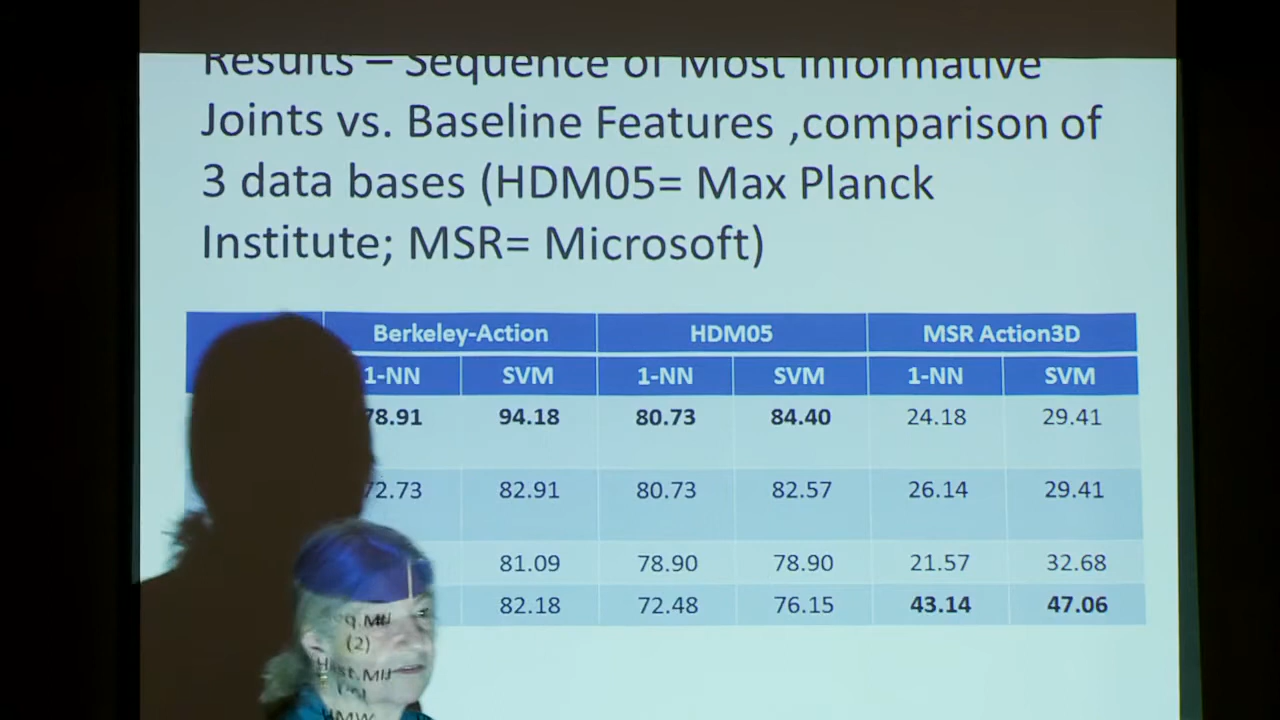 Results – Sequence of Most Informative
Joints vs. Baseline Features ,comparison of
3 data bases (HDM05= Max Planck
Institute; MSR= Microsoft)
Berkeley-Action HDM05 MSR Action3D
1-NN SVM 1-NN SVM 1-NN SVM
78.91 94.18 80.73 84.40 24.18 29.41
72.73 82.91 80.73 82.57 26.14 29.41
81.09 78.90 78.90 21.57 32.68
82.18 72.48 76.15 43.14 47.06
(2)